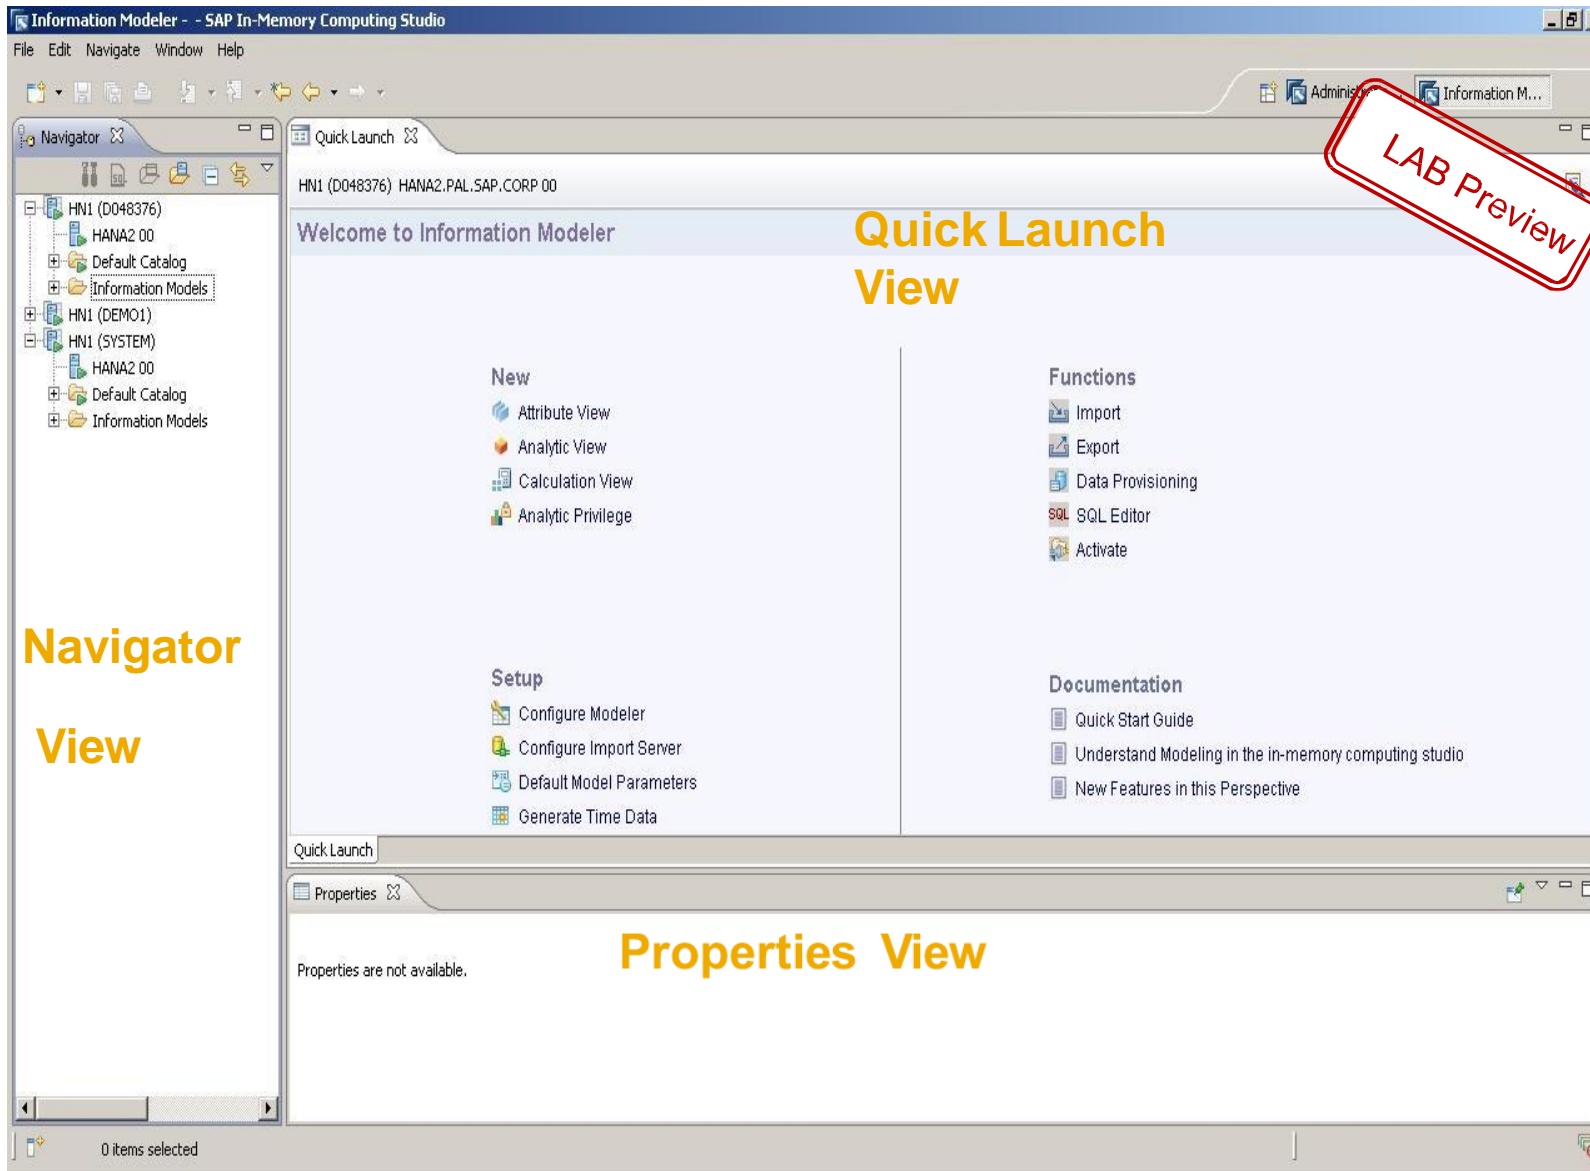 Information Modeler - - SAP In-Memory Computing Studio
File Edit Navigate Window Help
Information M...
LAB Preview
Navigator
SQL
HN1 (D048376)
HANA2 00
Default Catalog
Information Models
HN1 (DEMO1)
HN1 (SYSTEM)
HANA2 00
Default Catalog
Information Models
Navigator
View
Quick Launch
HN1 (D048376) HANA2.PAL.SAP.CORP 00
Welcome to Information Modeler
Quick Launch
View
New
Attribute View
Analytic View
Calculation View
Analytic Privilege
Functions
Import
Export
Data Provisioning
SQL SQL Editor
Activate
Setup
Configure Modeler
Configure Import Server
Default Model Parameters
Generate Time Data
Documentation
Quick Start Guide
Understand Modeling in the in-memory computing studio
New Features in this Perspective
Quick Launch
Properties
Properties View
Properties are not available.
0 items selected